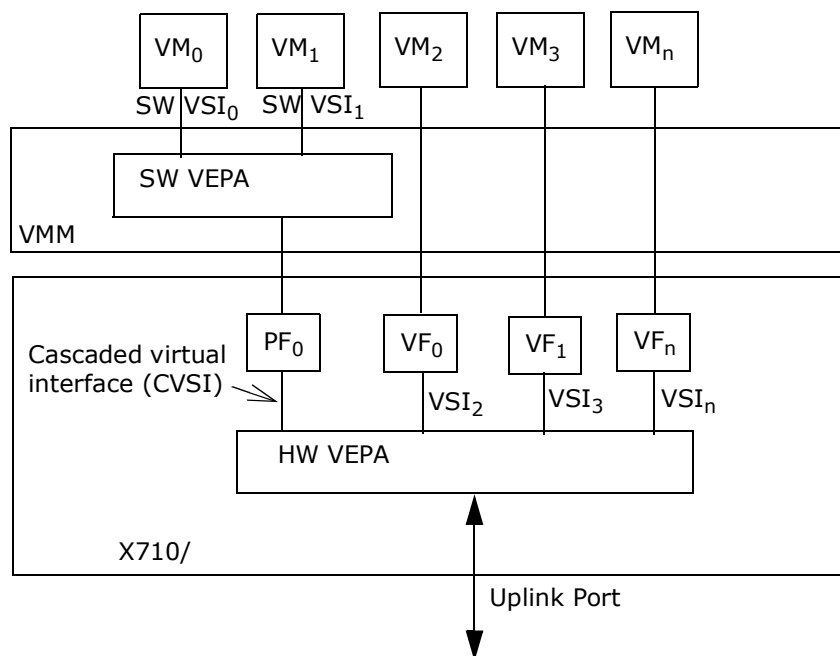 VM0 VM1 VM2 VM3 VMn
SW VSI0 SW VSI1
SW VEPA
VMM
PF0 VF0 VF1 VFn
Cascaded virtual
interface (CVSI)
VSI2 VSI3 VSIn
HW VEPA
X710/
Uplink Port